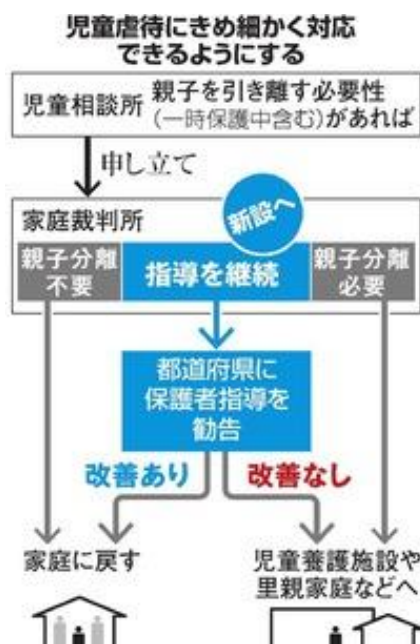 児童虐待にきめ細かく対応
できるようにする
児童相談所 親子を引き離す必要性
(一時保護中含む)があれば
申し立て
家庭裁判所
新設へ
親子分離
不要
指導を継続
親子分離
必要
都道府県に
保護者指導を
勧告
改善あり
改善なし
家庭に戻す
児童養護施設や
里親家庭などへ